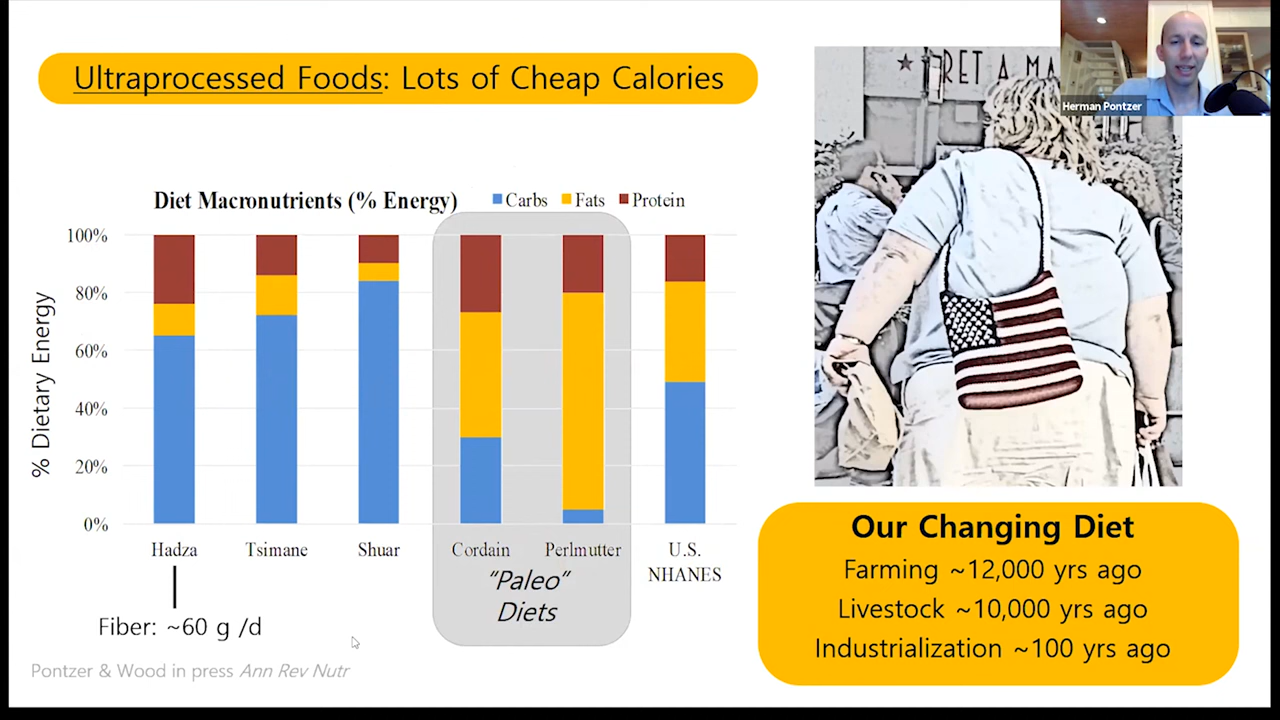 Herman Pontzer
Ultraprocessed Foods: Lots of Cheap Calories
Diet Macronutrients (% Energy)
Carbs
Fats
Protein
% Dietary Energy
100%
80%
60%
40%
20%
0%
Hadza
Tsimane
Shuar
Cordain
Perlmutter
U.S.
NHANES
"Paleo"
Diets
Fiber: ~60 g /d
Pontzer & Wood in press Ann Rev Nutr
Our Changing Diet
Farming ~12,000 yrs ago
Livestock ~10,000 yrs ago
Industrialization ~100 yrs ago